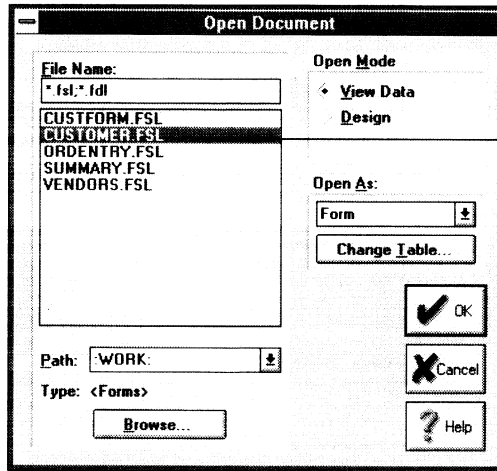 Open Document
File Name:
*.fsl;*.fdl
CUSTFORM.FSL
CUSTOMER.FSL
ORDENTRY.FSL
SUMMARY.FSL
VENDORS.FSL
Path: :WORK:
Type: <Forms>
Browse...
Open Mode
View Data
Design
Open As:
Form
Change Table...
OK
Cancel
Help